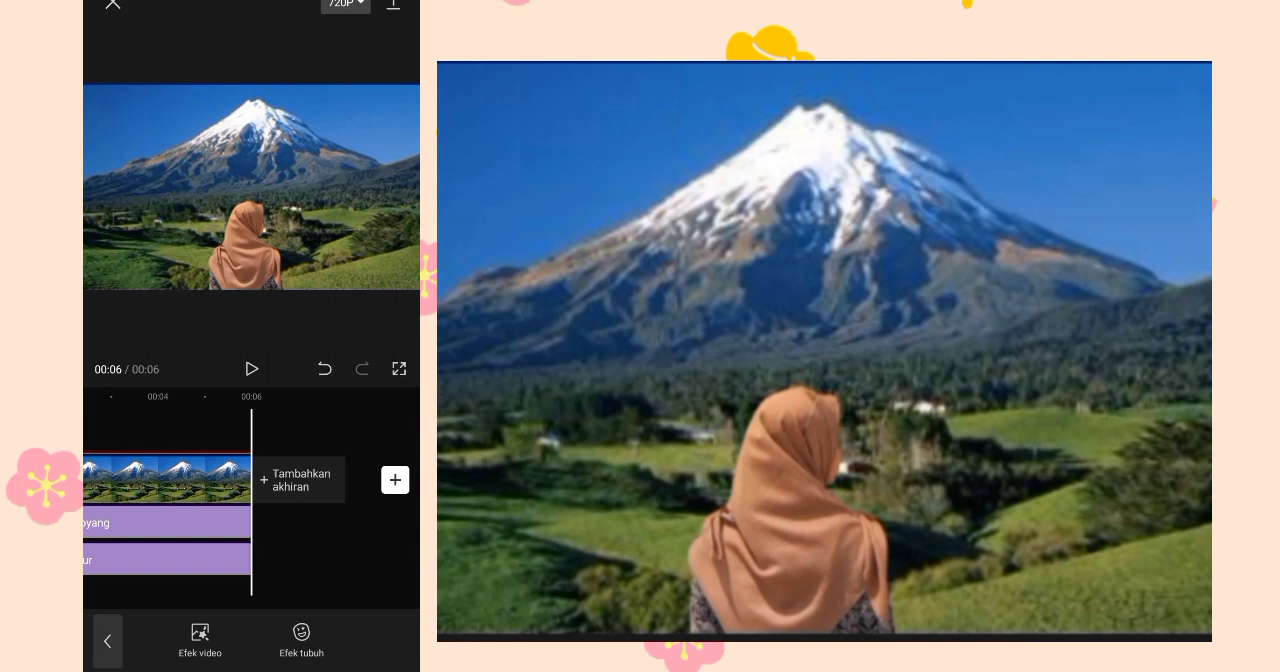 720P
00:06 / 00:06
00:04
00:06
+ Tambahkan
akhiran
+
oyang
ur
Efek video
Efek tubuh